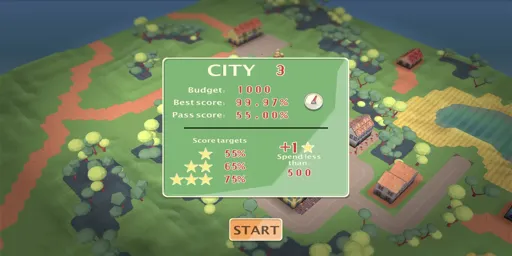 CITY 3
Budget: 1000
Best score: 99.97%
Pass score: 55.00%
Score targets
55%
65%
75%
+1
Spend less
than:
500
START